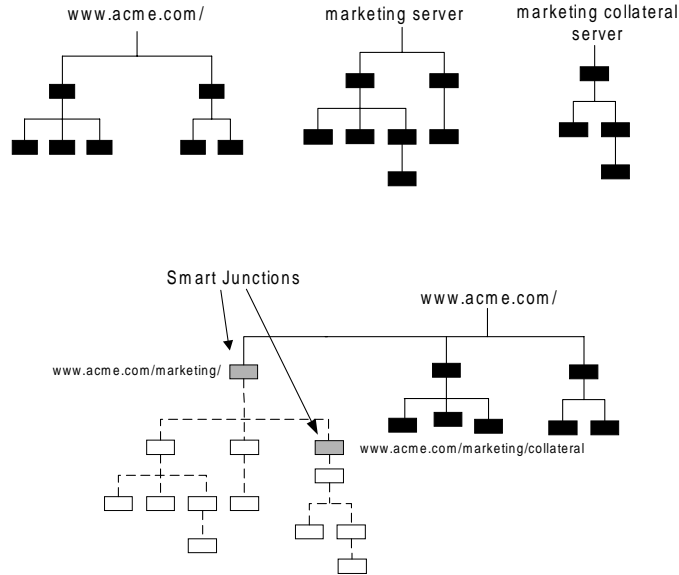 www.acme.com/
marketing server
marketing collateral
server
Smart Junctions
www.acme.com/
www.acme.com/marketing/
www.acme.com/marketing/collateral